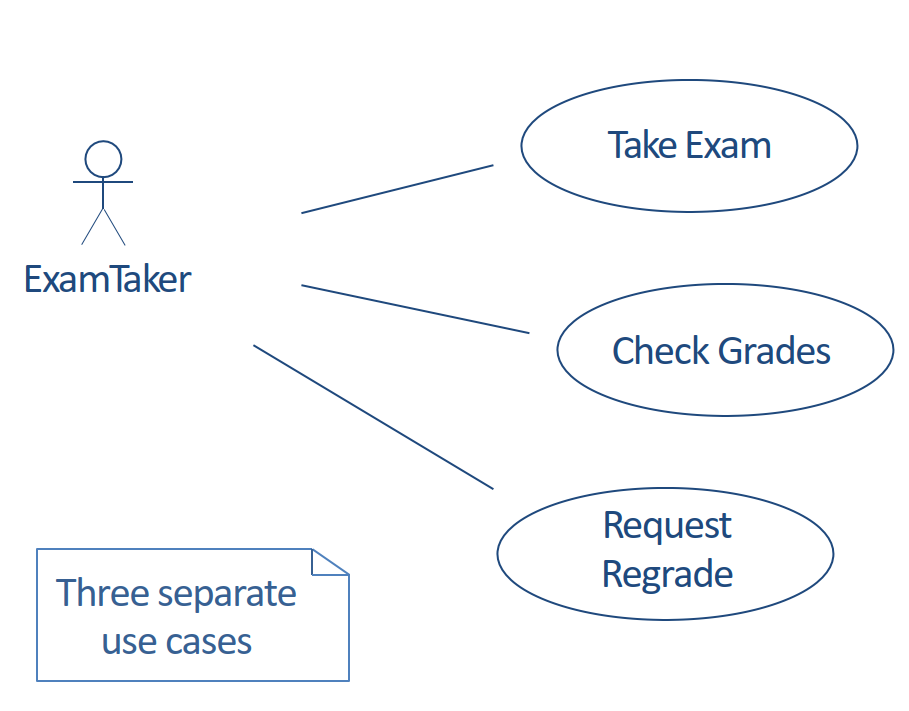 Take Exam
ExamTaker
Check Grades
Request
Regrade
Three separate
use cases